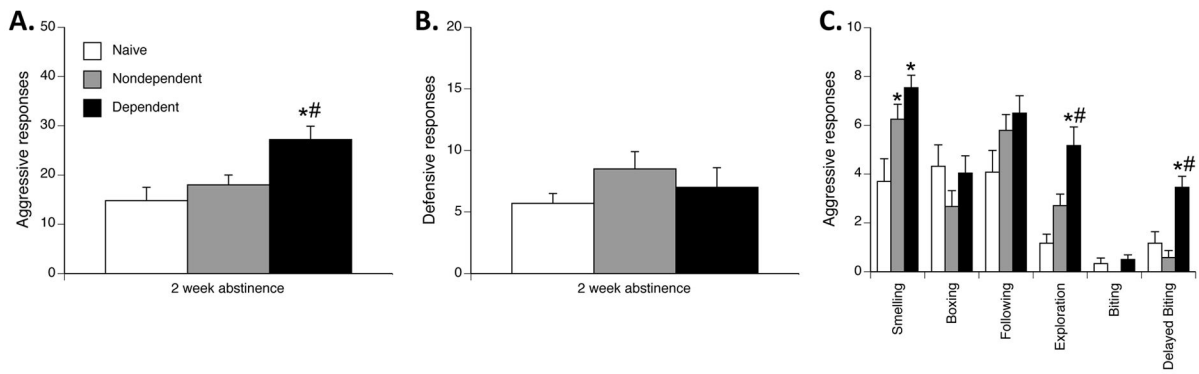 A.
Aggressive responses
50
40
30
20
10
0
Naive
Nondependent
Dependent
*#
2 week abstinence
B.
Defensive responses
20
15
10
5
0
2 week abstinence
C.
Aggressive responses
10
8
6
4
2
0
*
*
*#
*#
Smelling
Boxing
Following
Exploration
Biting
Delayed Biting